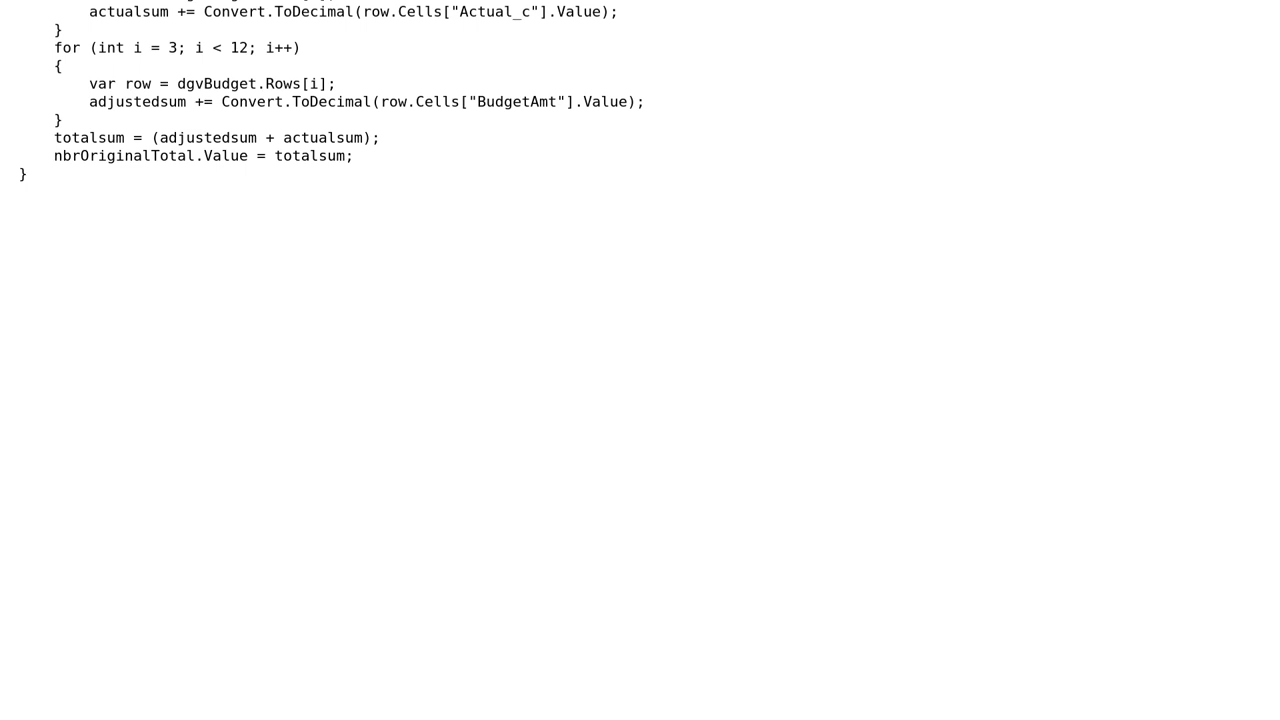 actualsum += Convert.ToDecimal(row.Cells["Actual_c"].Value);
}
for (int i = 3; i < 12; i++)
{
var row = dgvBudget.Rows[i];
adjustedsum += Convert.ToDecimal(row.Cells["BudgetAmt"].Value);
}
totalsum = (adjustedsum + actualsum);
nbrOriginalTotal.Value = totalsum;
}